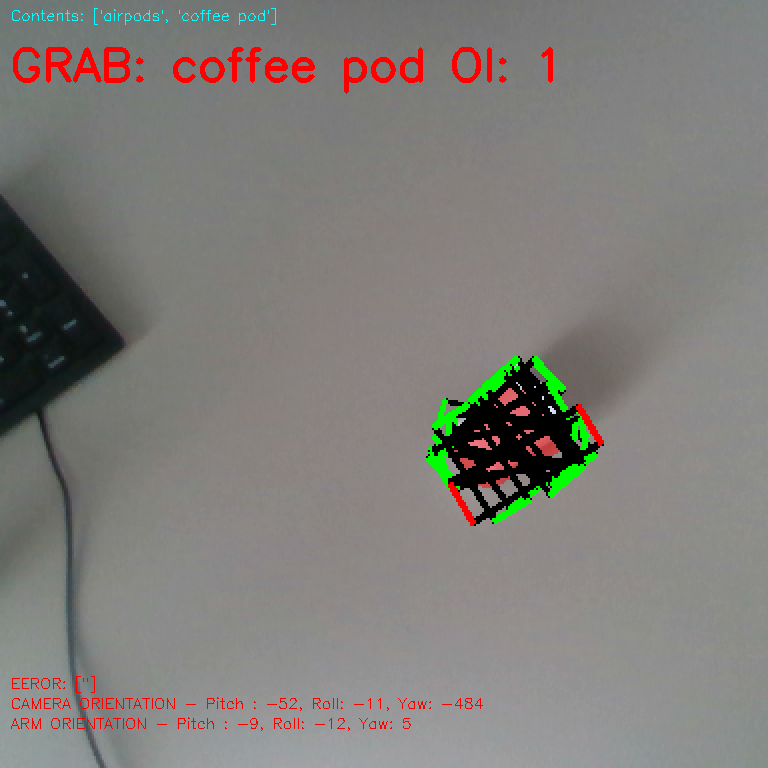 Contents: ['airpods', 'coffee pod']
GRAB: coffee pod OI: 1
EEROR: ['']
CAMERA ORIENTATION - Pitch : -52, Roll: -11, Yaw: -484
ARM ORIENTATION - Pitch : -9, Roll: -12, Yaw: 5